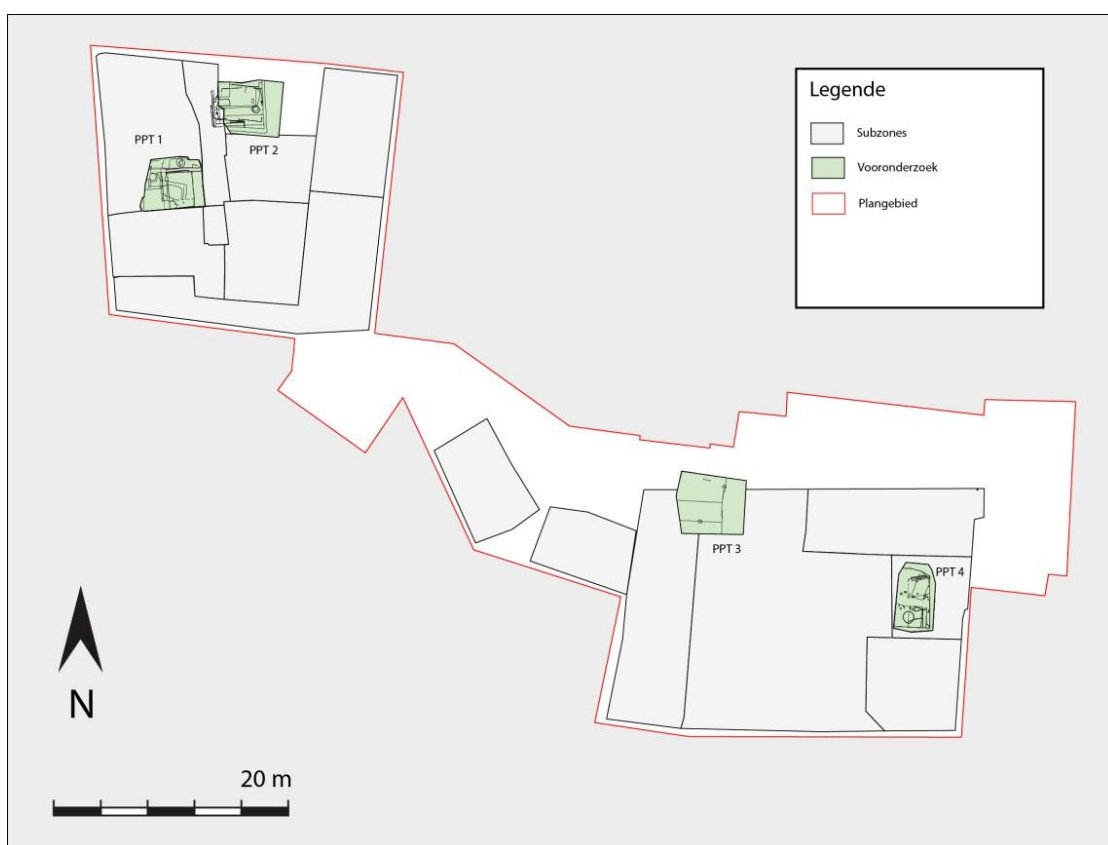 Legende
Subzones
Vooronderzoek
Plangebied
PPT 1
PPT 2
PPT 3
PPT 4
N
20 m